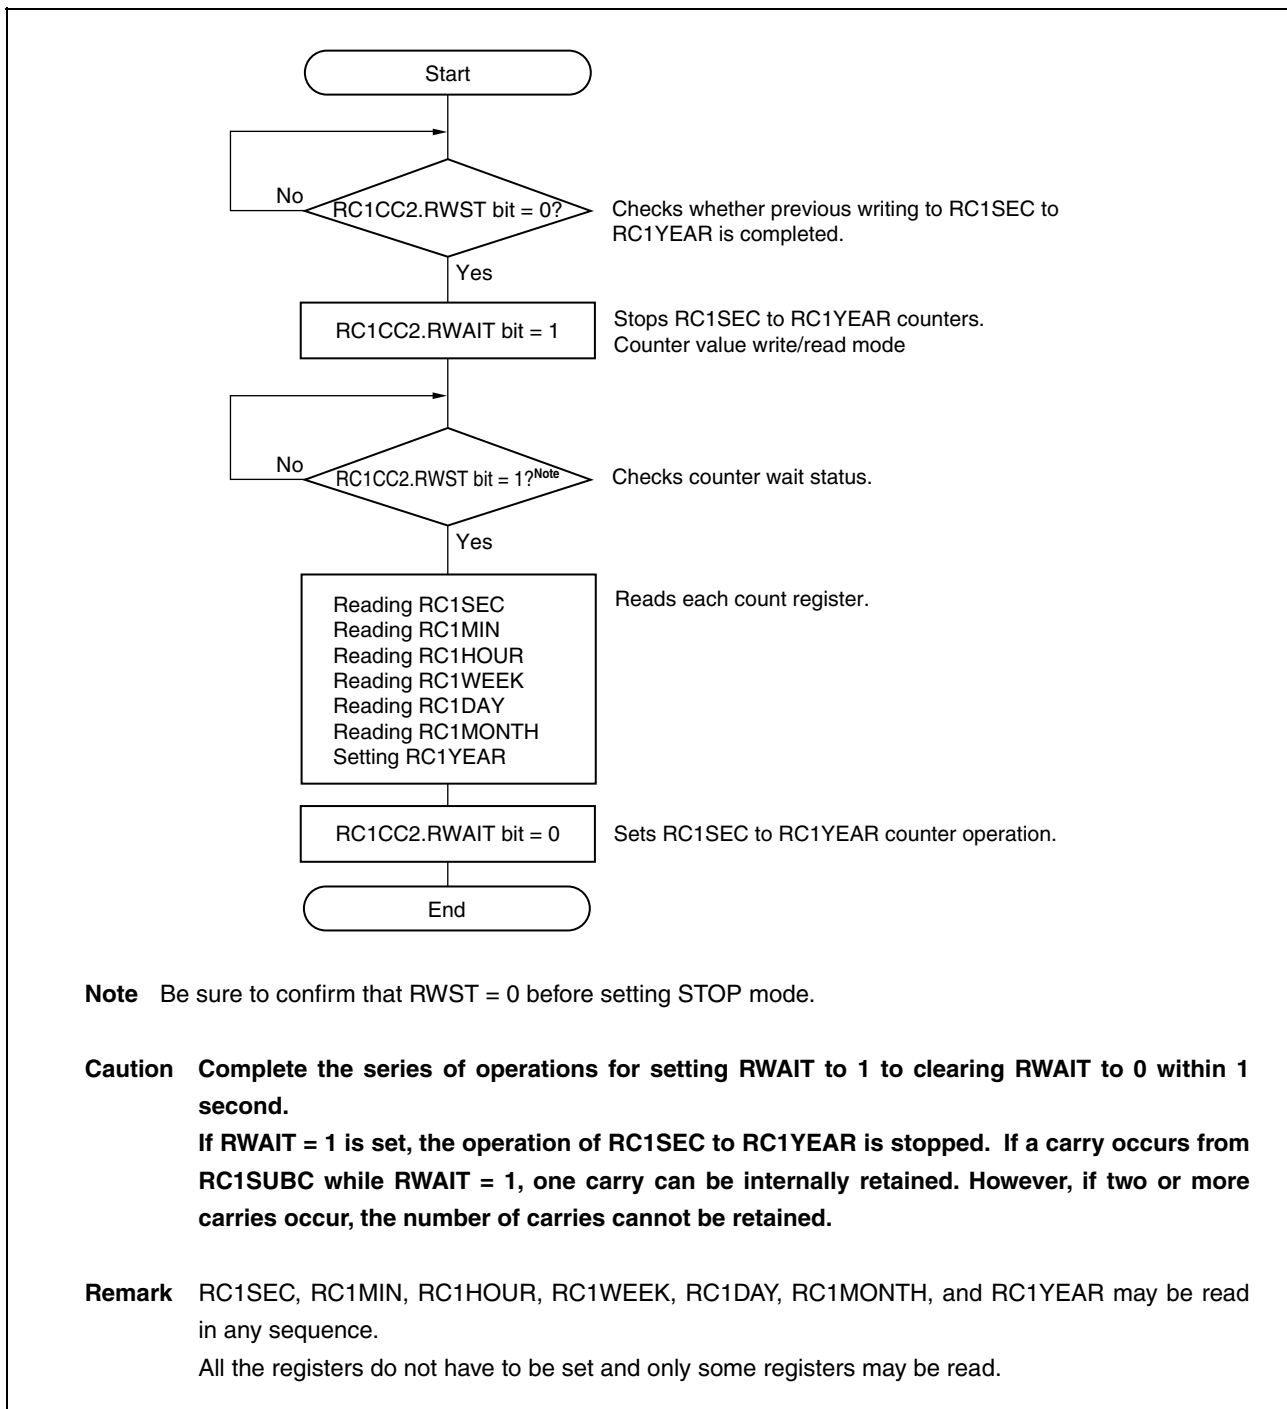 Start
No
RC1CC2.RWST bit = 0?
Checks whether previous writing to RC1SEC to
RC1YEAR is completed.
Yes
RC1CC2.RWAIT bit = 1
Stops RC1SEC to RC1YEAR counters.
Counter value write/read mode
No
RC1CC2.RWST bit = 1?Note
Checks counter wait status.
Yes
Reading RC1SEC
Reading RC1MIN
Reading RC1HOUR
Reading RC1WEEK
Reading RC1DAY
Reading RC1MONTH
Setting RC1YEAR
Reads each count register.
RC1CC2.RWAIT bit = 0
Sets RC1SEC to RC1YEAR counter operation.
End
Note Be sure to confirm that RWST = 0 before setting STOP mode.
Caution Complete the series of operations for setting RWAIT to 1 to clearing RWAIT to 0 within 1
second.
If RWAIT = 1 is set, the operation of RC1SEC to RC1YEAR is stopped. If a carry occurs from
RC1SUBC while RWAIT = 1, one carry can be internally retained. However, if two or more
carries occur, the number of carries cannot be retained.
Remark RC1SEC, RC1MIN, RC1HOUR, RC1WEEK, RC1DAY, RC1MONTH, and RC1YEAR may be read
in any sequence.
All the registers do not have to be set and only some registers may be read.